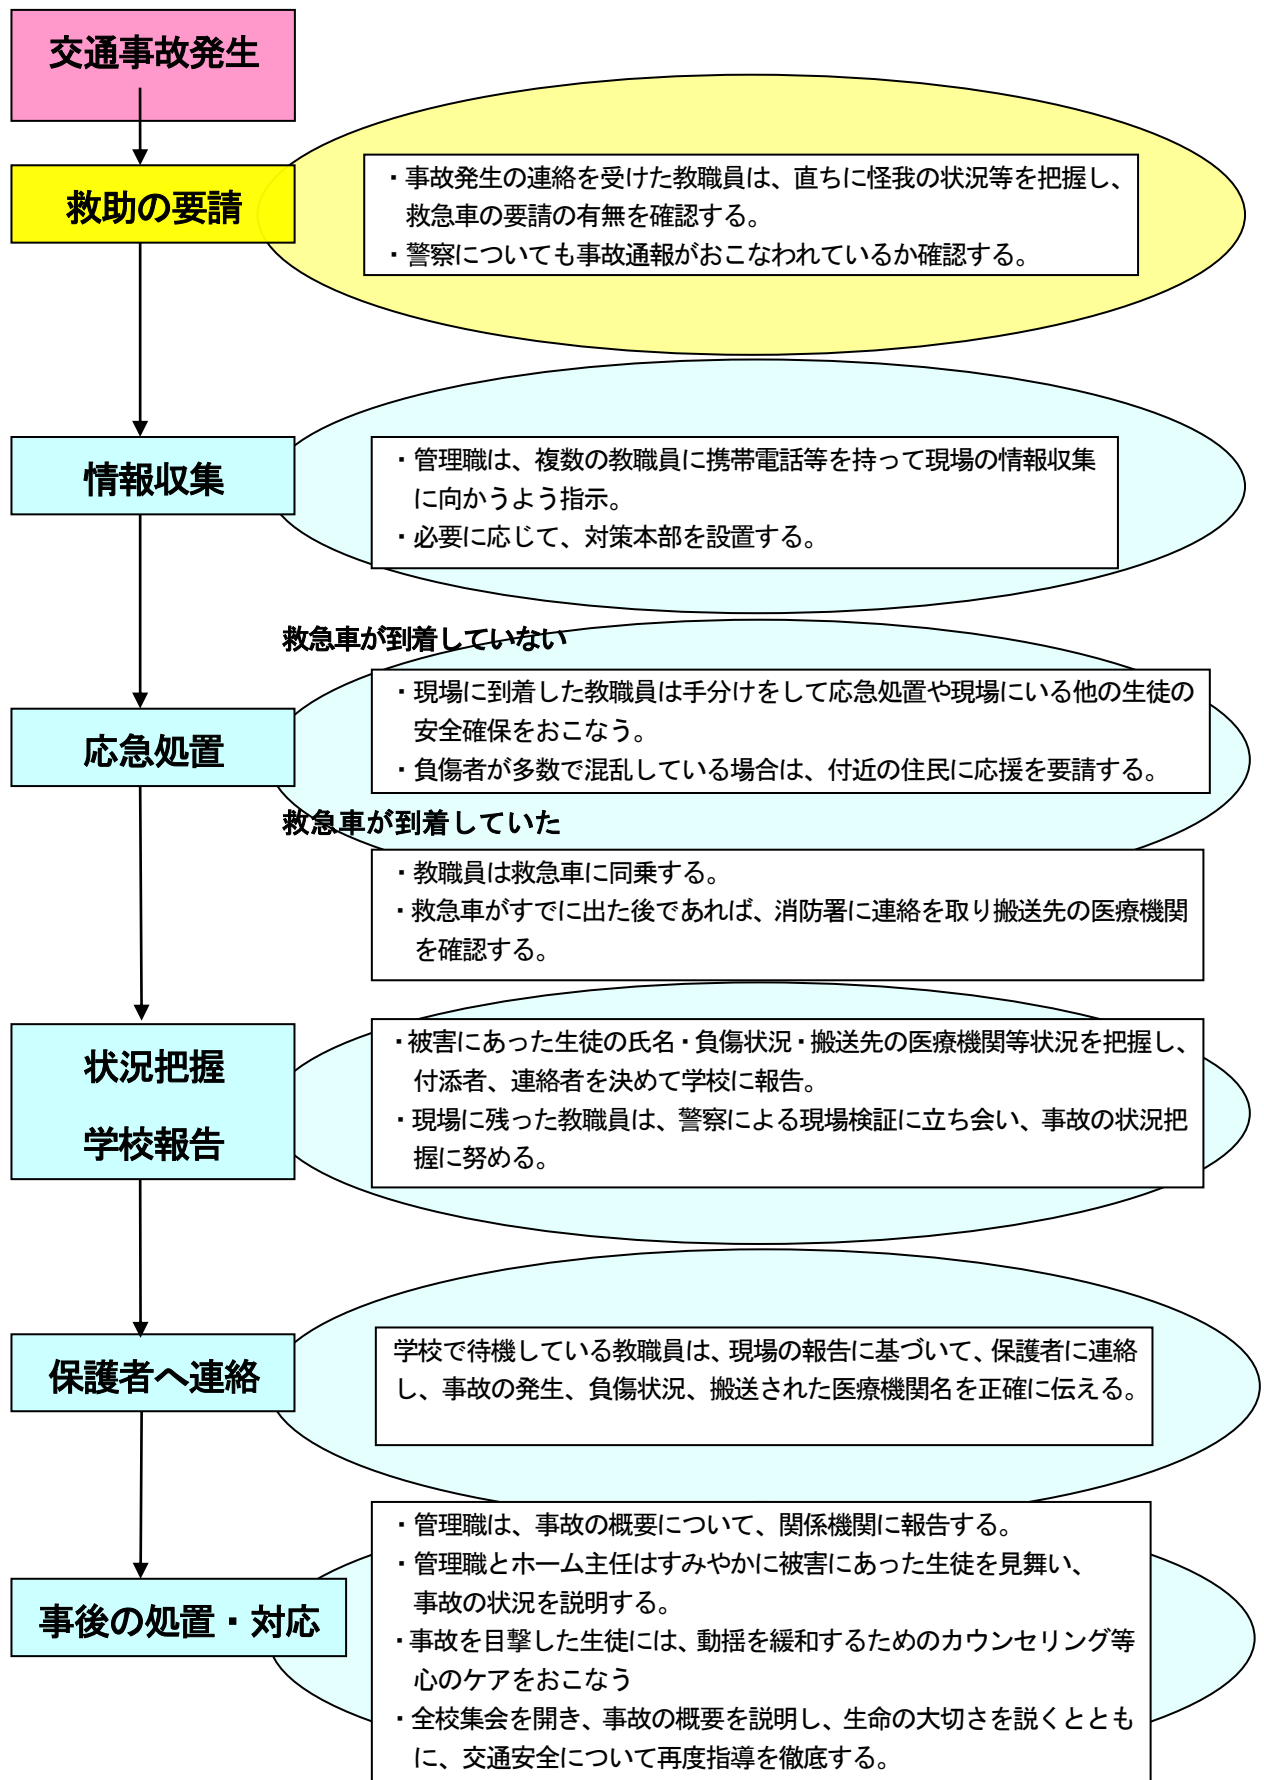 交通事故発生
救助の要請
・事故発生の連絡を受けた教職員は、直ちに怪我の状況等を把握し、
救急車の要請の有無を確認する。
・警察についても事故通報がおこなわれているか確認する。
情報収集
・管理職は、複数の教職員に携帯電話等を持って現場の情報収集
に向かうよう指示。
・必要に応じて、対策本部を設置する。
救急車が到着していない
・現場に到着した教職員は手分けをして応急処置や現場にいる他の生徒の
安全確保をおこなう。
・負傷者が多数で混乱している場合は、付近の住民に応援を要請する。
応急処置
救急車が到着していた
・教職員は救急車に同乗する。
・救急車がすでに出た後であれば、消防署に連絡を取り搬送先の医療機関
を確認する。
状況把握
学校報告
・被害にあった生徒の氏名・負傷状況・搬送先の医療機関等状況を把握し、
付添者、連絡者を決めて学校に報告。
・現場に残った教職員は、警察による現場検証に立ち会い、事故の状況把
握に努める。
保護者へ連絡
学校で待機している教職員は、現場の報告に基づいて、保護者に連絡
し、事故の発生、負傷状況、搬送された医療機関名を正確に伝える。
事後の処置・対応
・管理職は、事故の概要について、関係機関に報告する。
・管理職とホーム主任はすみやかに被害にあった生徒を見舞い、
事故の状況を説明する。
・事故を目撃した生徒には、動揺を緩和するためのカウンセリング等
心のケアをおこなう
・全校集会を開き、事故の概要を説明し、生命の大切さを説くととも
に、交通安全について再度指導を徹底する。